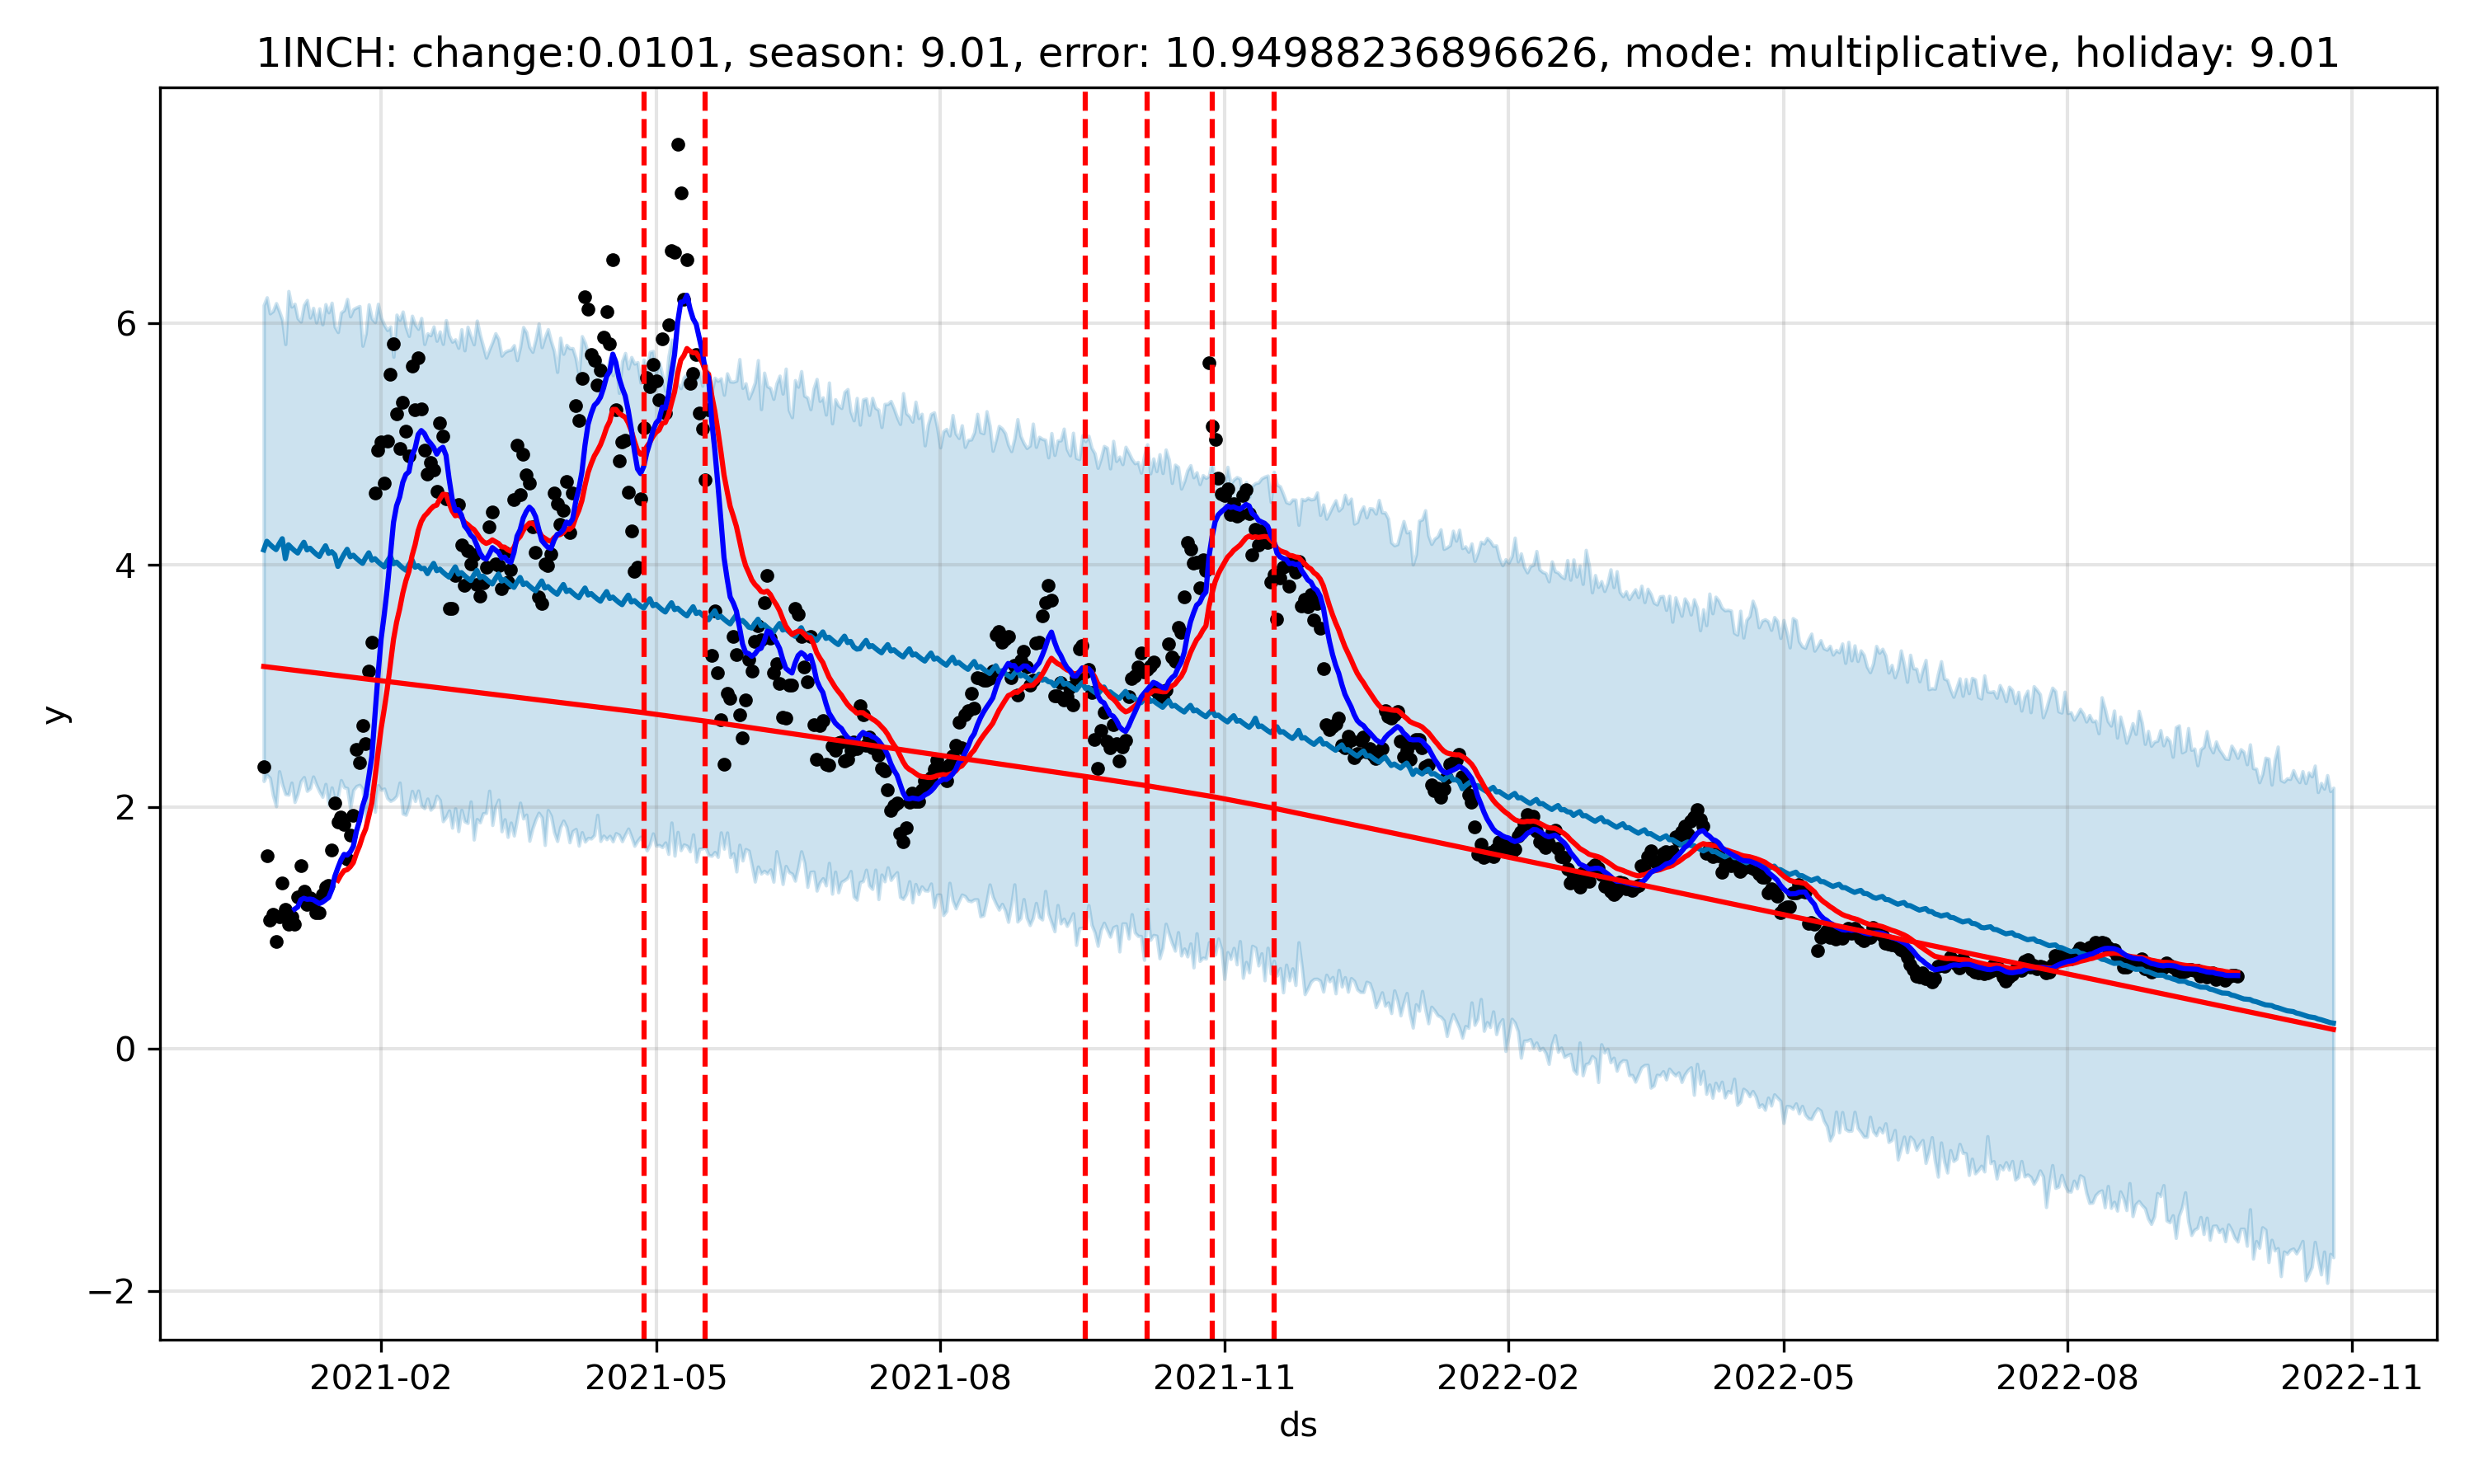 1INCH: change:0.0101, season: 9.01, error: 10.94988236896626, mode: multiplicative, holiday: 9.01
6
4
y
2
0
−2
2021-02 2021-05 2021-08 2021-11 2022-02 2022-05 2022-08 2022-11
ds